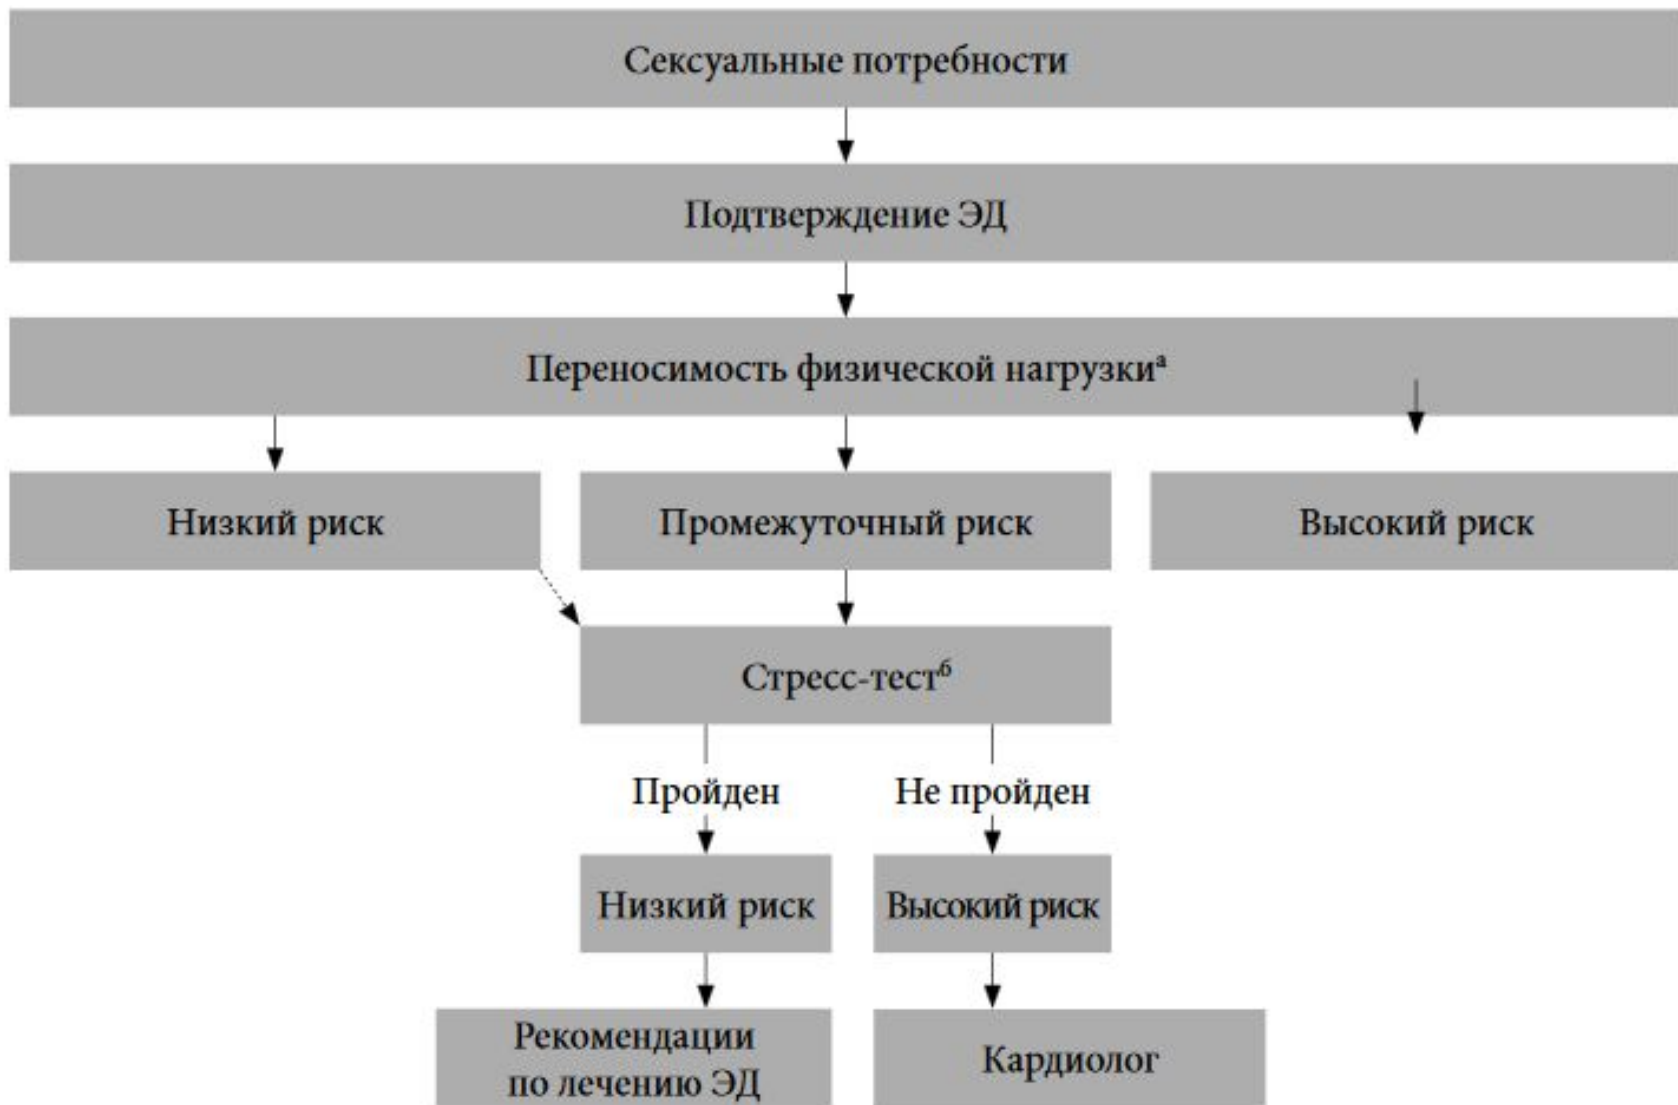 Сексуальные потребности
Подтверждение ЭД
Переносимость физической нагрузкиᵃ
Низкий риск
Промежуточный риск
Высокий риск
Стресс-тестᵇ
Пройден
Не пройден
Низкий риск
Высокий риск
Рекомендации
по лечению ЭД
Кардиолог